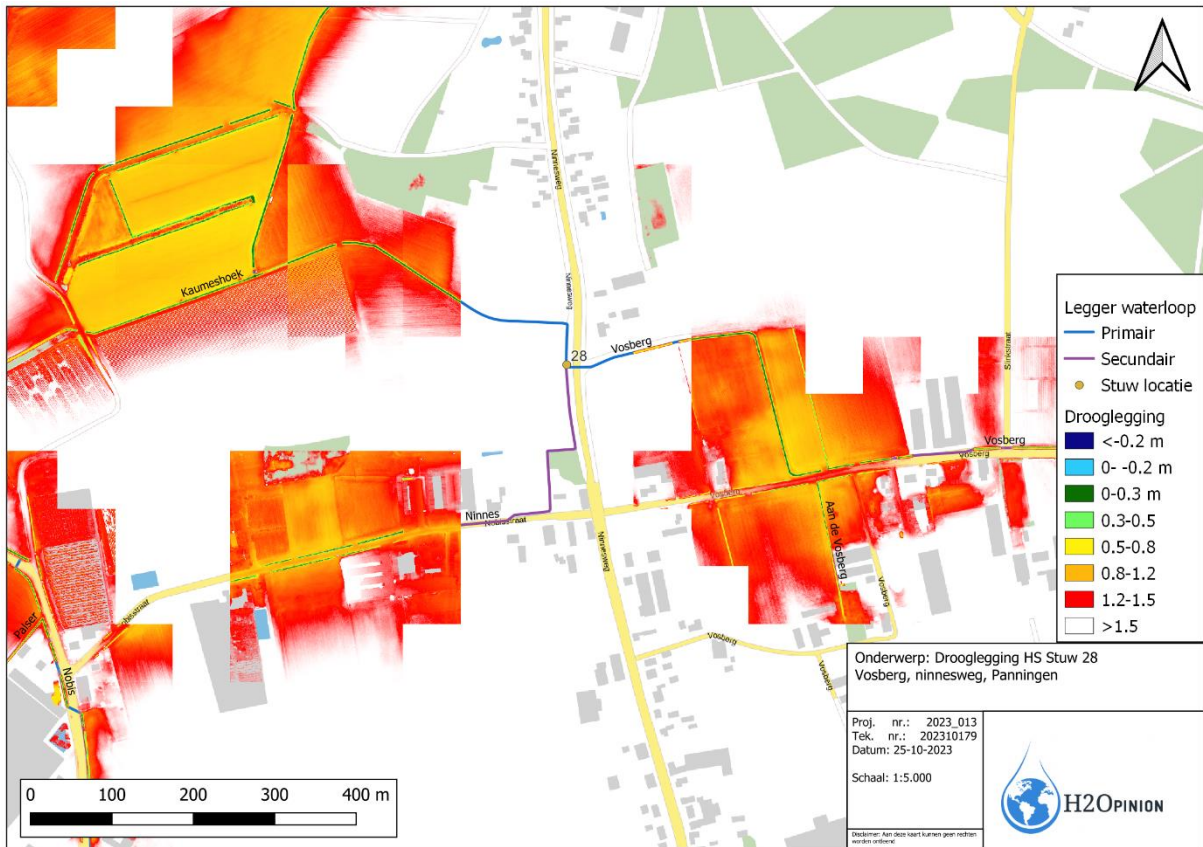 Ninnesweg
Kaumeshoek
Ninnesweg
28
Vosberg
Slinkstraat
Vosberg
Vosberg
Vosberg
Ninnes
Nobisstraat
Ninnesweg
Aan de Vosberg
Vosberg
Vosberg
Vosberg
Palser
Nobis
Legger waterloop
Primair
Secundair
Stuw locatie
Drooglegging
<-0.2 m
0- -0.2 m
0-0.3 m
0.3-0.5
0.5-0.8
0.8-1.2
1.2-1.5
>1.5
Onderwerp: Drooglegging HS Stuw 28
Vosberg, ninnesweg, Panningen
Proj. nr.: 2023_013
Tek. nr.: 202310179
Datum: 25-10-2023
Schaal: 1:5.000
Disclaimer: Aan deze kaart kunnen geen rechten
worden ontleend
H2OPINION
0 100 200 300 400 m